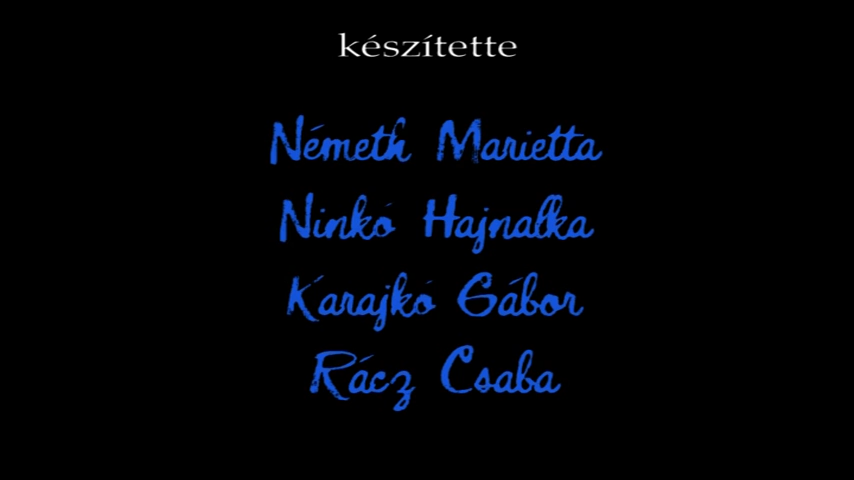 készítette
Németh Marietta
Ninkó Hajnalka
Karajkó Gábor
Rácz Csaba